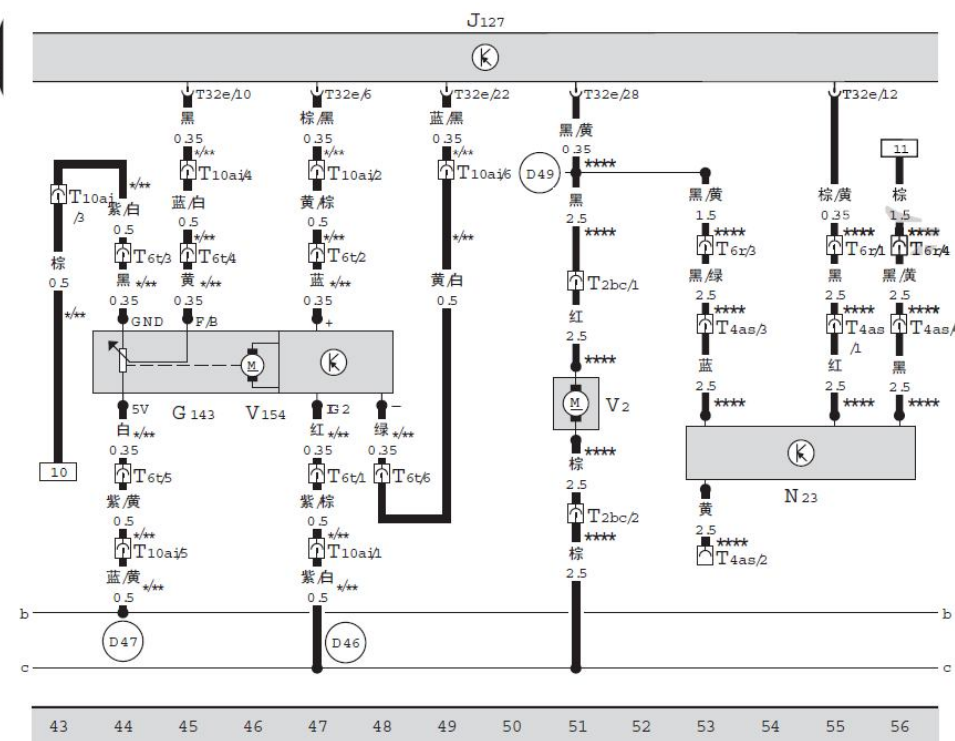 J127
T32e/10 T32e/6 T32e/22 T32e/28 T32e/12
黑 棕/黑 蓝/黑 黑/黄 11
0.35 0.35 0.35 0.35
*/** */** ****
T10ai/4 T10ai/2 T10ai/6 D49
T10ai/3 */**
紫/白 蓝/白 黄/棕 黑 黑/黄 棕/黄 棕
0.5 0.5 0.5 2.5 1.5 0.35 1.5
*/** */** **** **** **** ****
棕 T6t/3 T6t/4 T6t/2 */** T6r/3 T6r/1 T6r/4
0.5 黑 */** 黄 */** 蓝 */** 黄/白 T2bc/1 黑/绿 黑 黑/黄
0.35 0.35 0.35 0.5 2.5 2.5 2.5
*/** 红 **** **** ****
GND F/B + 2.5 T4as/3 T4as/1 T4as/
**** 蓝 红 黑
M M V2 2.5 2.5 2.5
5V G143 V154 IG2 - **** **** ****
白 */** 红 */** 绿 */** ****
0.35 0.35 0.35 棕
10 T6t/5 T6t/1 T6t/6 2.5 N23
紫/黄 紫/棕 黄
0.5 0.5 T2bc/2 2.5
*/** */** **** ****
T10ai/5 T10ai/1 棕 T4as/2
蓝/黄 */** 紫/白 */** 2.5
0.5 0.5
b b
D47 D46
c c
43 44 45 46 47 48 49 50 51 52 53 54 55 56